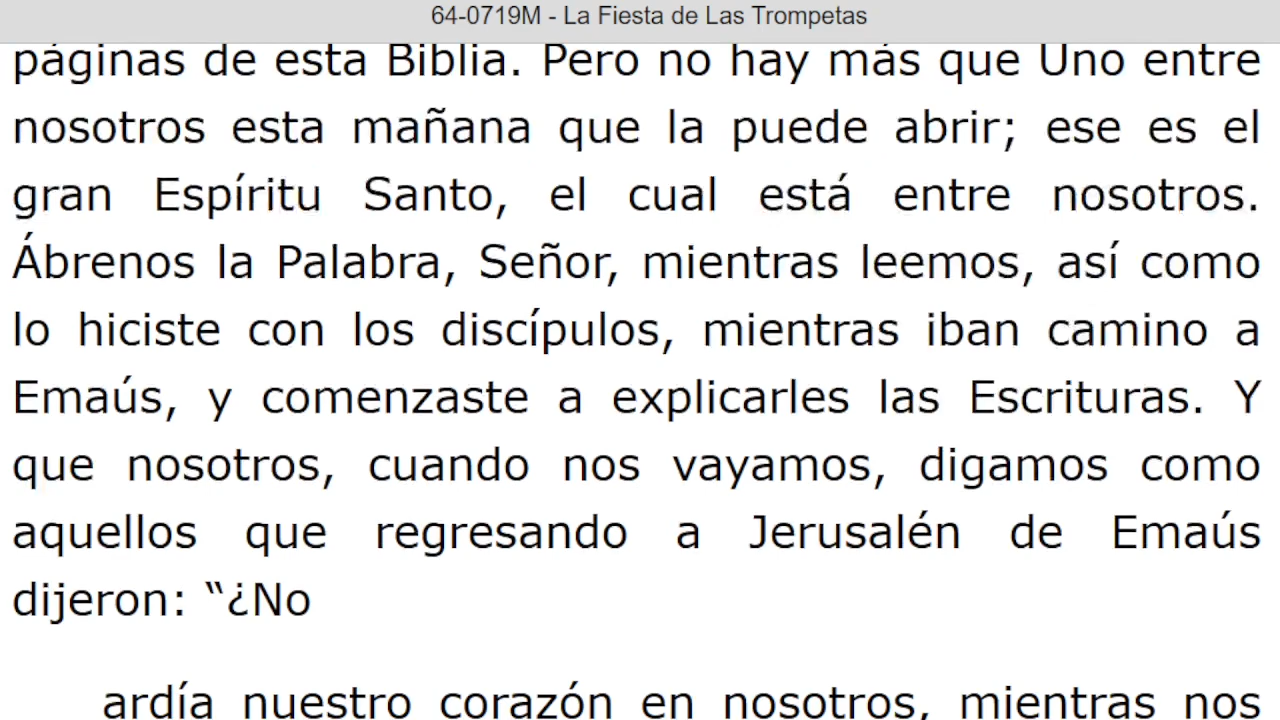 64-0719M - La Fiesta de Las Trompetas
páginas de esta Biblia. Pero no hay más que Uno entre
nosotros esta mañana que la puede abrir; ese es el
gran Espíritu Santo, el cual está entre nosotros.
Ábrenos la Palabra, Señor, mientras leemos, así como
lo hiciste con los discípulos, mientras iban camino a
Emaús, y comenzaste a explicarles las Escrituras. Y
que nosotros, cuando nos vayamos, digamos como
aquellos que regresando a Jerusalén de Emaús
dijeron: “¿No
ardía nuestro corazón en nosotros, mientras nos